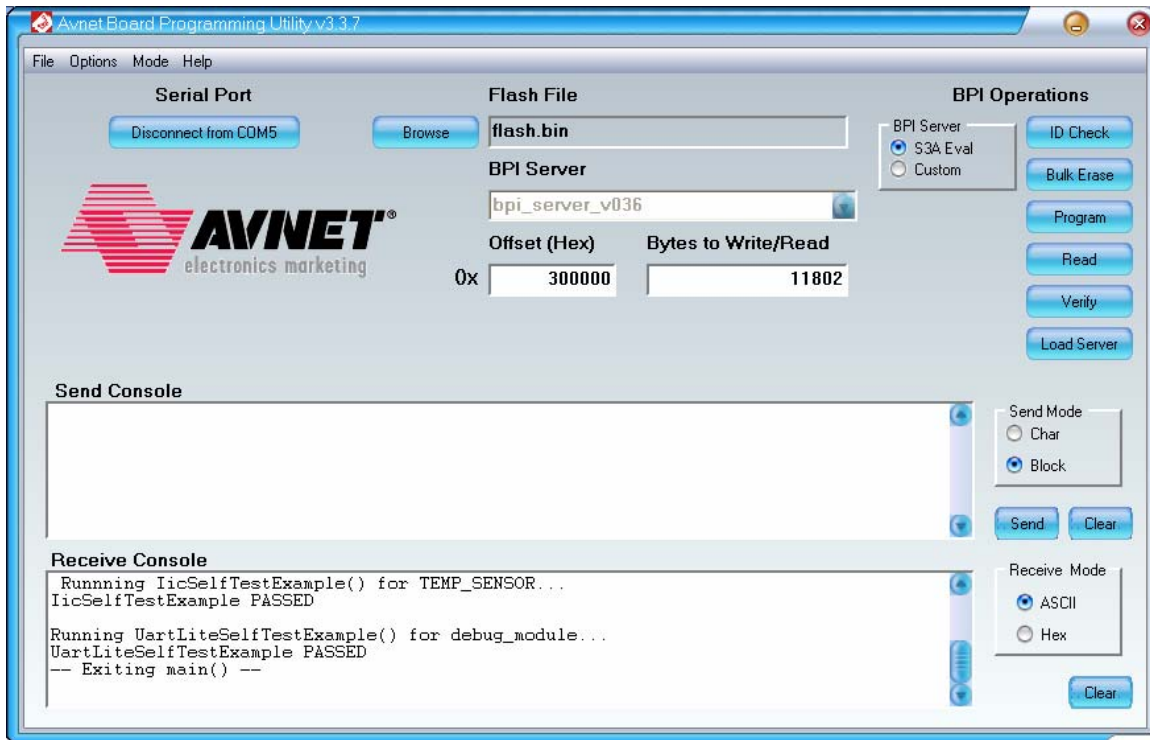 Avnet Board Programming Utility v3.3.7
File Options Mode Help
Serial Port
Disconnect from COM5
Browse
Flash File
flash.bin
BPI Server
bpi_server_v036
Offset (Hex) Bytes to Write/Read
0x 300000 11802
AVNET®
electronics marketing
BPI Operations
BPI Server
S3A Eval
Custom
ID Check
Bulk Erase
Program
Read
Verify
Load Server
Send Console
Send Mode
Char
Block
Send Clear
Receive Console
Runnning IicSelfTestExample() for TEMP_SENSOR...
IicSelfTestExample PASSED
Running UartLiteSelfTestExample() for debug_module...
UartLiteSelfTestExample PASSED
-- Exiting main() --
Receive Mode
ASCII
Hex
Clear